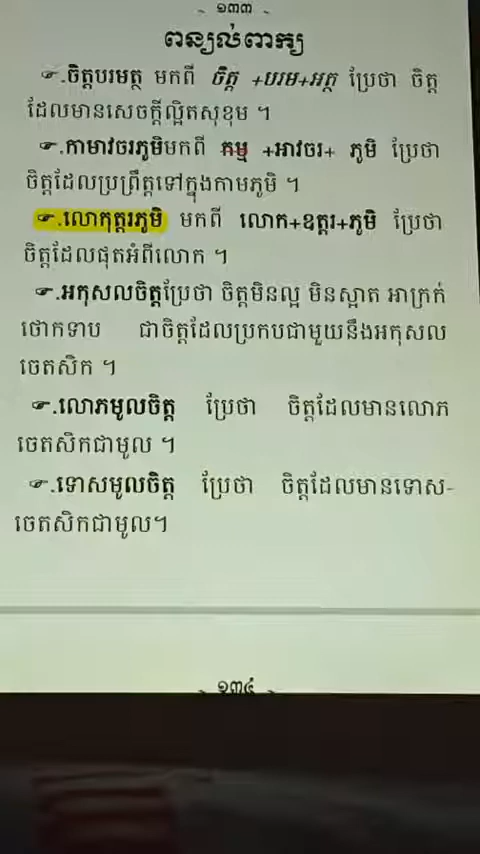 ~ ១៣៣ ~
ពន្យល់ពាក្យ
☞.ចិត្តបរមត្ថ មកពី ចិត្ត +បរម+អត្ថ ប្រែថា ចិត្ត
ដែលមានសេចក្តីល្អិតសុខុម ។
☞.កាមាវចរភូមិមកពី កម្ម +អាវចរ+ ភូមិ ប្រែថា
ចិត្តដែលប្រព្រឹត្តទៅក្នុងកាមភូមិ ។
☞.លោកុត្តរភូមិ មកពី លោក+ឧត្តរ+ភូមិ ប្រែថា
ចិត្តដែលផុតអំពីលោក ។
☞.អកុសលចិត្តប្រែថា ចិត្តមិនល្អ មិនស្អាត អាក្រក់
ថោកទាប ជាចិត្តដែលប្រកបជាមួយនឹងអកុសល
ចេតសិក ។
☞.លោភមូលចិត្ត ប្រែថា ចិត្តដែលមានលោភ
ចេតសិកជាមូល ។
☞.ទោសមូលចិត្ត ប្រែថា ចិត្តដែលមានទោស-
ចេតសិកជាមូល។
~ ១៣៤ ~